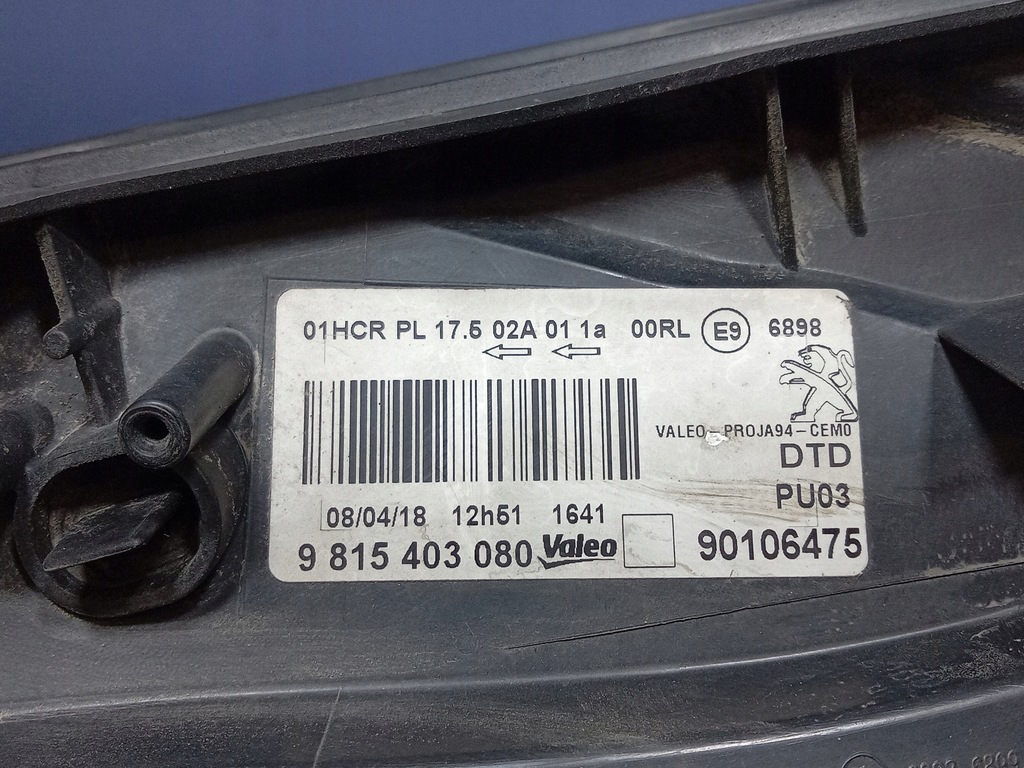 01HCR PL 17.5 02A 01 1a 00RL E9 6898
VALEO-PROJA94-CEM0
DTD
PU03
08/04/18 12h51 1641
9 815 403 080 Valeo 90106475